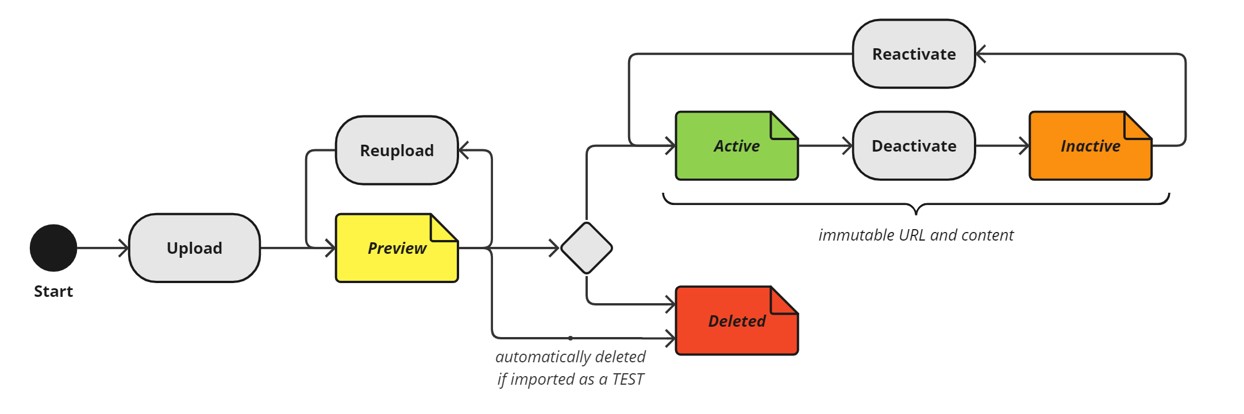 Reactivate
Reupload
Active
Deactivate
Inactive
Upload
Preview
immutable URL and content
Start
Deleted
automatically deleted
if imported as a TEST